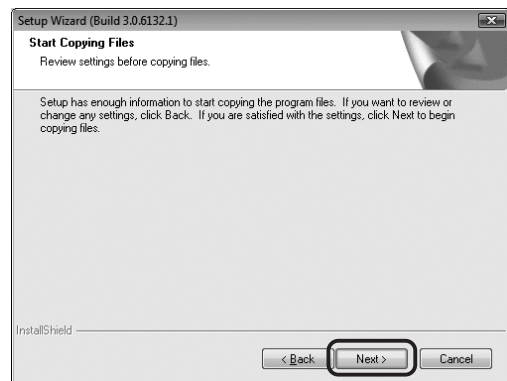 Setup Wizard (Build 3.0.6132.1)
Start Copying Files
Review settings before copying files.
Setup has enough information to start copying the program files. If you want to review or
change any settings, click Back. If you are satisfied with the settings, click Next to begin
copying files.
InstallShield
< Back
Next >
Cancel